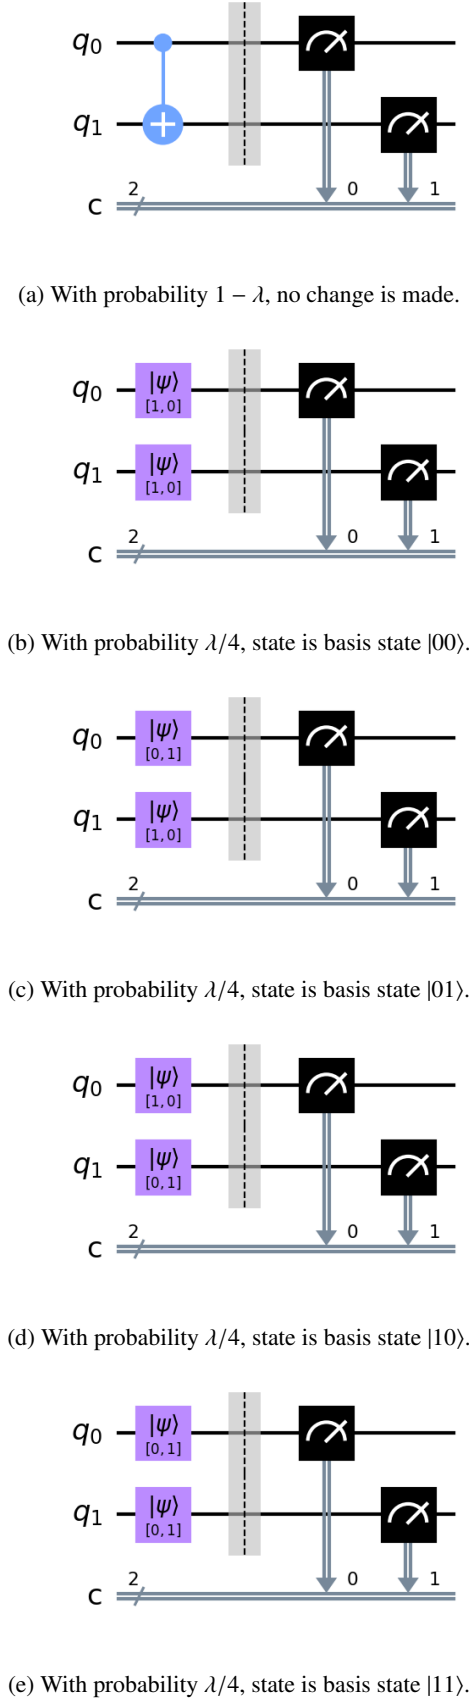 q0
q1
2
0
1
c
(a) With probability 1 − λ, no change is made.
q0
|ψ⟩
[1, 0]
q1
|ψ⟩
[1, 0]
2
0
1
c
(b) With probability λ/4, state is basis state |00⟩.
q0
|ψ⟩
[0, 1]
q1
|ψ⟩
[1, 0]
2
0
1
c
(c) With probability λ/4, state is basis state |01⟩.
q0
|ψ⟩
[1, 0]
q1
|ψ⟩
[0, 1]
2
0
1
c
(d) With probability λ/4, state is basis state |10⟩.
q0
|ψ⟩
[0, 1]
q1
|ψ⟩
[0, 1]
2
0
1
c
(e) With probability λ/4, state is basis state |11⟩.